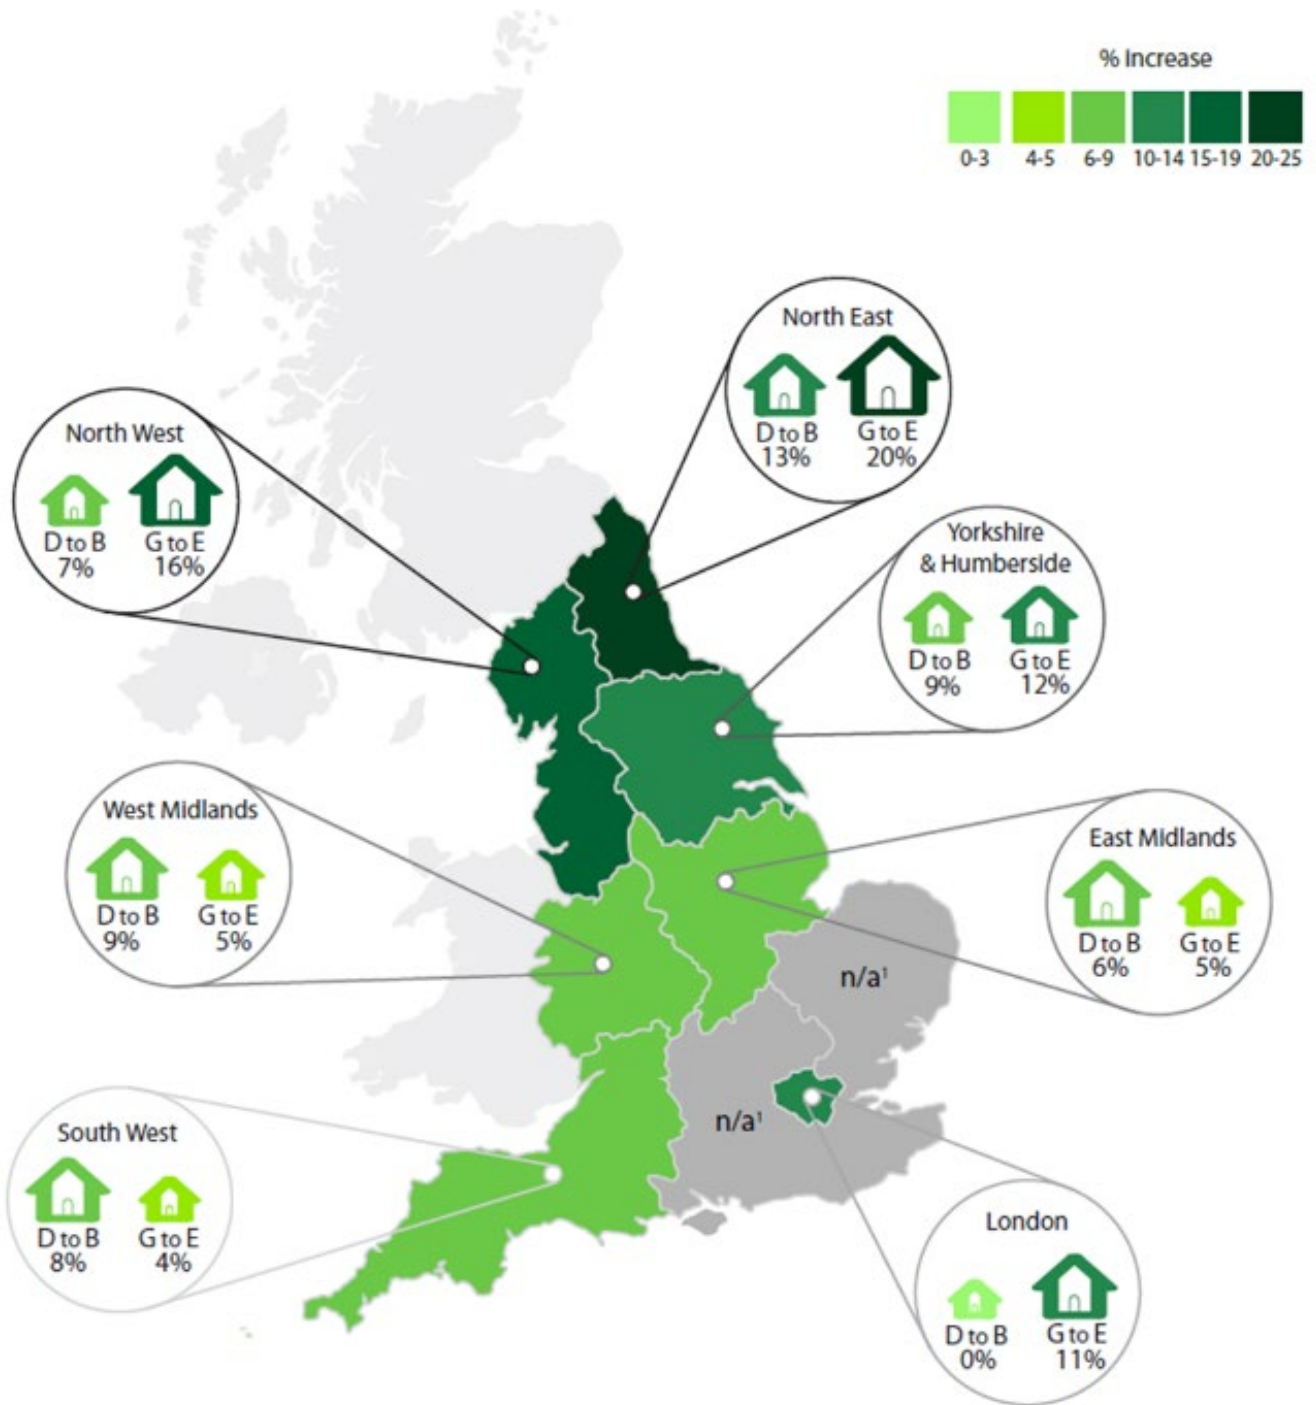 % Increase
0-3 4-5 6-9 10-14 15-19 20-25
North East
D to B G to E
13% 20%
North West
D to B G to E
7% 16%
Yorkshire
& Humberside
D to B G to E
9% 12%
West Midlands
D to B G to E
9% 5%
East Midlands
D to B G to E
6% 5%
n/a¹
n/a¹
South West
D to B G to E
8% 4%
London
D to B G to E
0% 11%